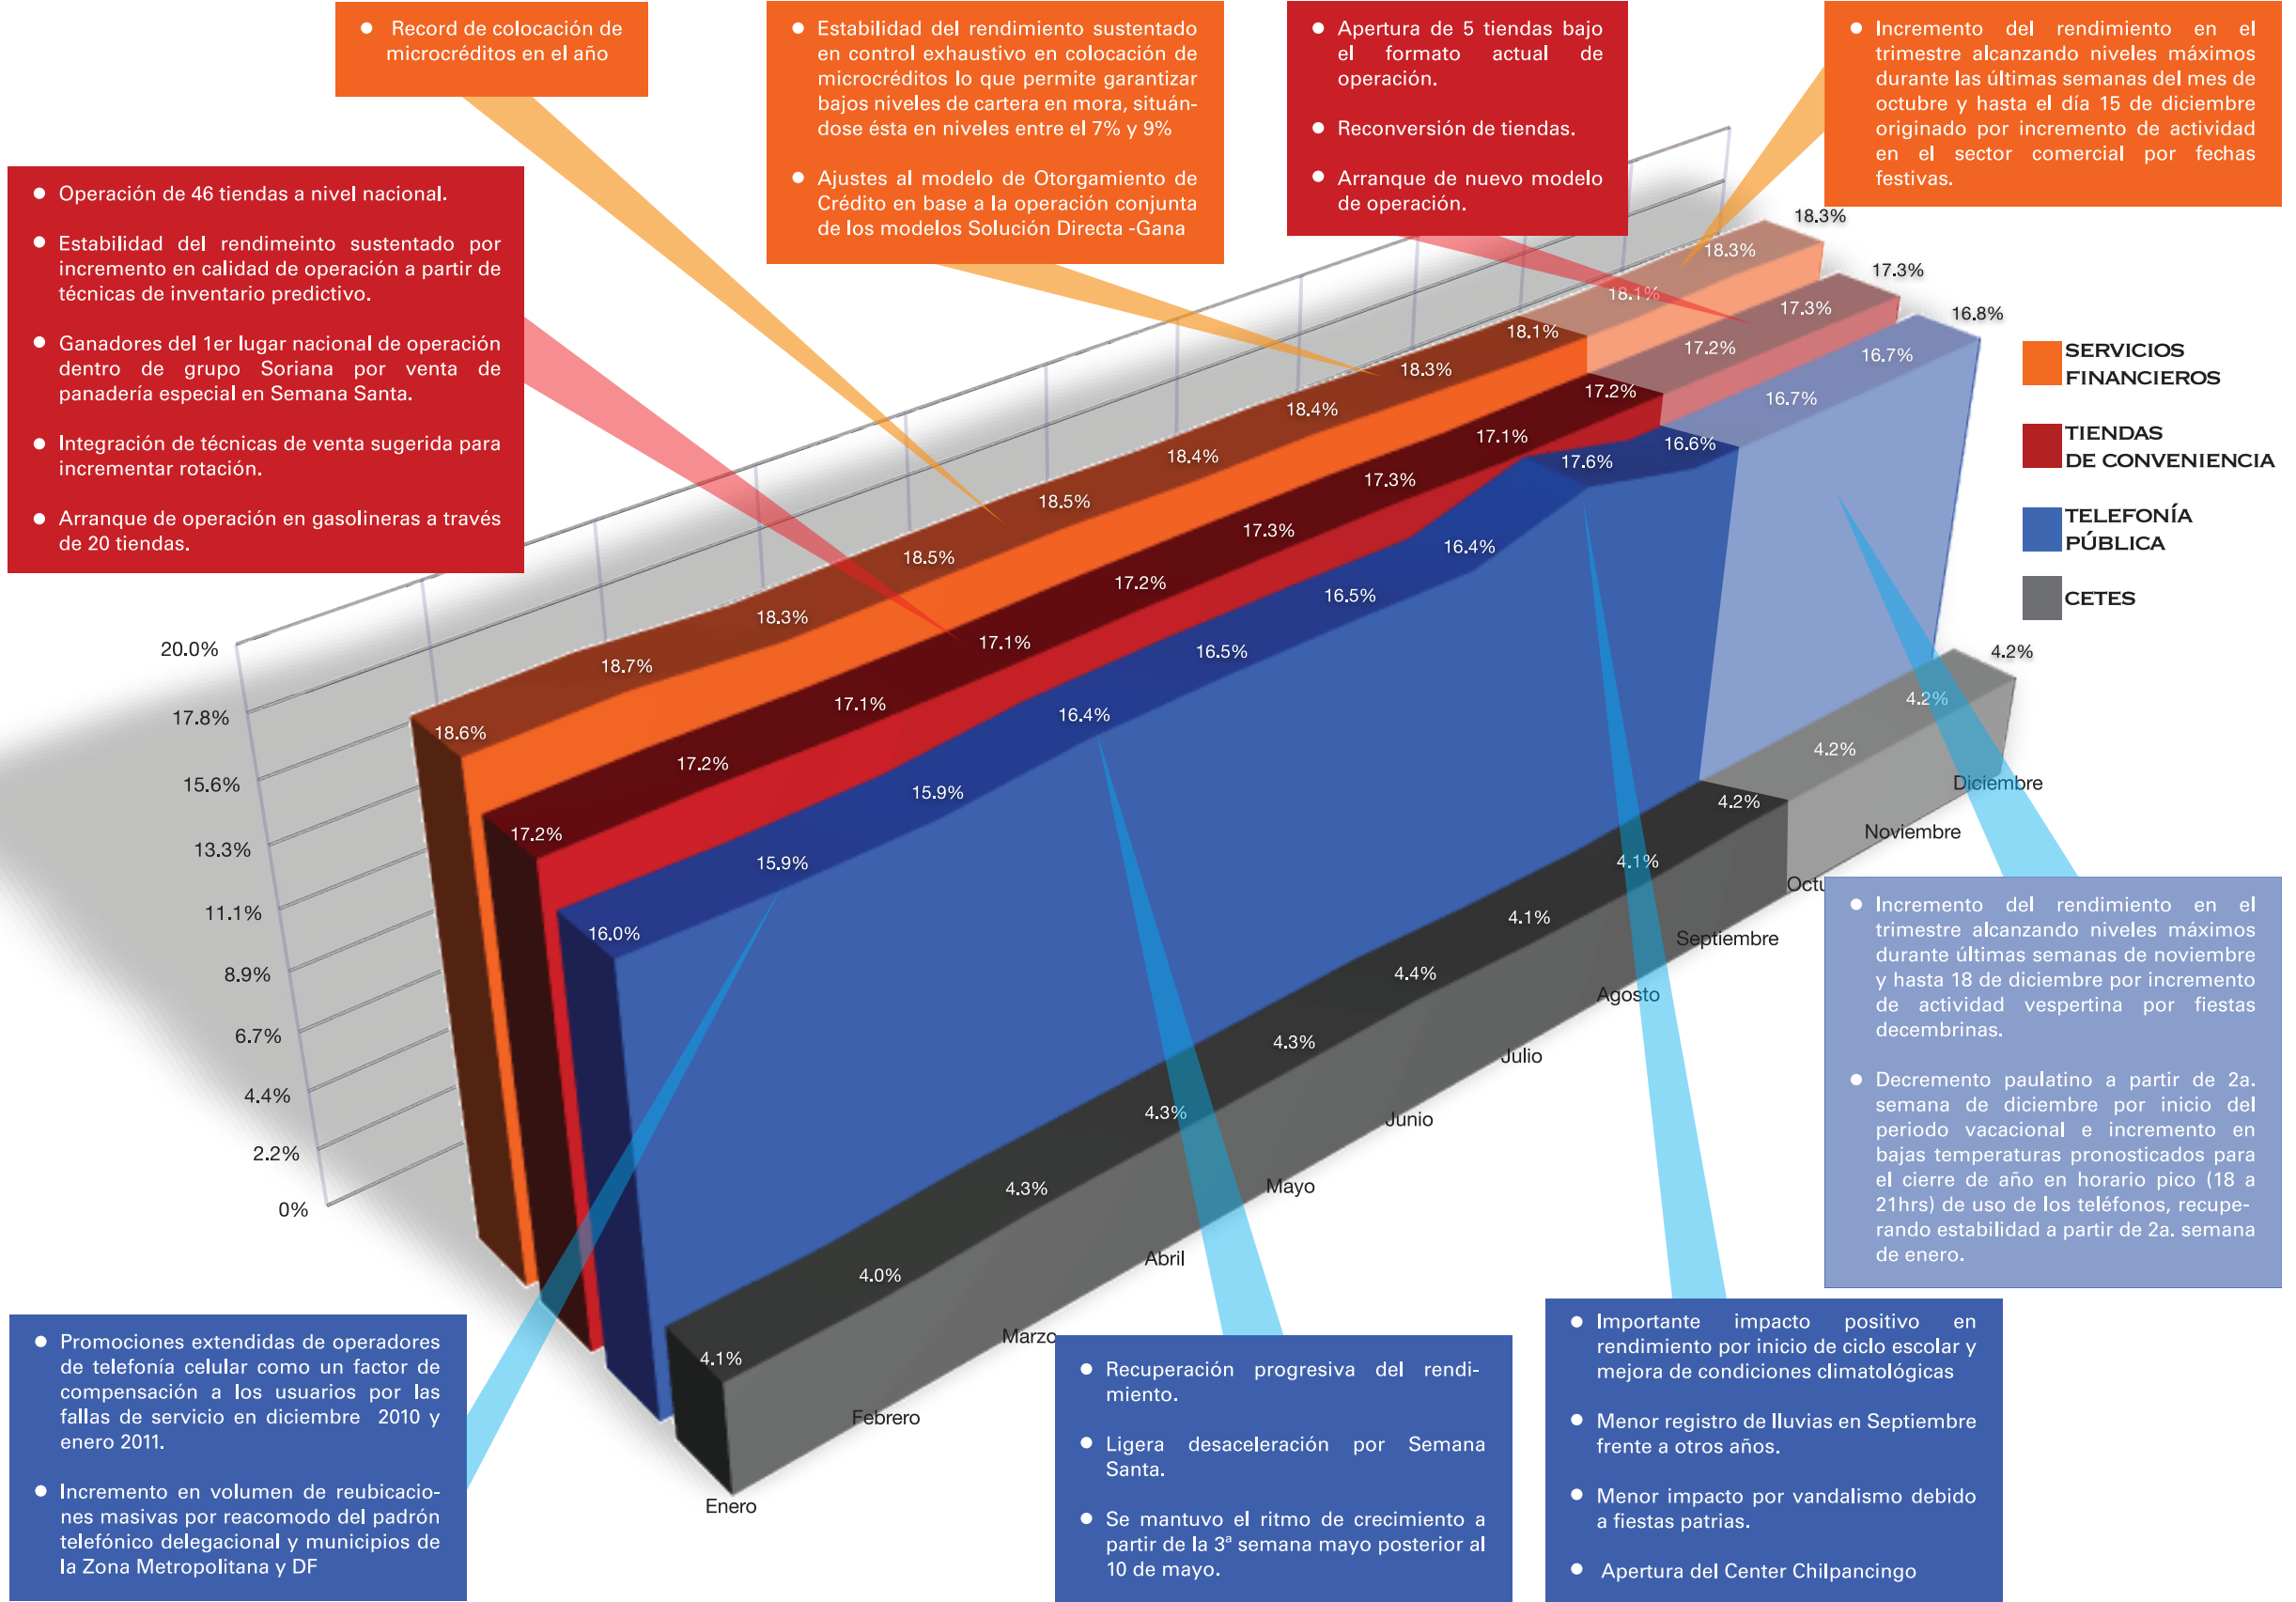 Record de colocación de
microcréditos en el año
Estabilidad del rendimiento sustentado
en control exhaustivo en colocación de
microcréditos lo que permite garantizar
bajos niveles de cartera en mora, situán-
dose ésta en niveles entre el 7% y 9%
Ajustes al modelo de Otorgamiento de
Crédito en base a la operación conjunta
de los modelos Solución Directa -Gana
Apertura de 5 tiendas bajo
el formato actual de
operación.
Reconversión de tiendas.
Arranque de nuevo modelo
de operación.
Incremento del rendimiento en el
trimestre alcanzando niveles máximos
durante las últimas semanas del mes de
octubre y hasta el día 15 de diciembre
originado por incremento de actividad
en el sector comercial por fechas
festivas.
Operación de 46 tiendas a nivel nacional.
Estabilidad del rendimeinto sustentado por
incremento en calidad de operación a partir de
técnicas de inventario predictivo.
Ganadores del 1er lugar nacional de operación
dentro de grupo Soriana por venta de
panadería especial en Semana Santa.
Integración de técnicas de venta sugerida para
incrementar rotación.
Arranque de operación en gasolineras a través
de 20 tiendas.
SERVICIOS
FINANCIEROS
TIENDAS
DE CONVENIENCIA
TELEFONÍA
PÚBLICA
CETES
20.0%
17.8%
15.6%
13.3%
11.1%
8.9%
6.7%
4.4%
2.2%
0%
18.6%
18.7%
18.3%
18.5%
18.5%
18.4%
18.4%
18.3%
18.1%
18.1%
18.3%
18.3%
17.2%
17.2%
17.1%
17.1%
17.2%
17.3%
17.3%
17.1%
17.2%
17.2%
17.3%
17.3%
16.0%
15.9%
15.9%
16.4%
16.5%
16.5%
16.4%
17.6%
16.6%
16.7%
16.7%
16.8%
4.1%
4.0%
4.3%
4.3%
4.3%
4.4%
4.1%
4.1%
4.2%
4.2%
4.2%
4.2%
Enero
Febrero
Marzo
Abril
Mayo
Junio
Julio
Agosto
Septiembre
Octu
Noviembre
Diciembre
Incremento del rendimiento en el
trimestre alcanzando niveles máximos
durante últimas semanas de noviembre
y hasta 18 de diciembre por incremento
de actividad vespertina por fiestas
decembrinas.
Decremento paulatino a partir de 2a.
semana de diciembre por inicio del
periodo vacacional e incremento en
bajas temperaturas pronosticados para
el cierre de año en horario pico (18 a
21hrs) de uso de los teléfonos, recupe-
rando estabilidad a partir de 2a. semana
de enero.
Promociones extendidas de operadores
de telefonía celular como un factor de
compensación a los usuarios por las
fallas de servicio en diciembre 2010 y
enero 2011.
Incremento en volumen de reubicacio-
nes masivas por reacomodo del padrón
telefónico delegacional y municipios de
la Zona Metropolitana y DF
Recuperación progresiva del rendi-
miento.
Ligera desaceleración por Semana
Santa.
Se mantuvo el ritmo de crecimiento a
partir de la 3ª semana mayo posterior al
10 de mayo.
Importante impacto positivo en
rendimiento por inicio de ciclo escolar y
mejora de condiciones climatológicas
Menor registro de lluvias en Septiembre
frente a otros años.
Menor impacto por vandalismo debido
a fiestas patrias.
Apertura del Center Chilpancingo